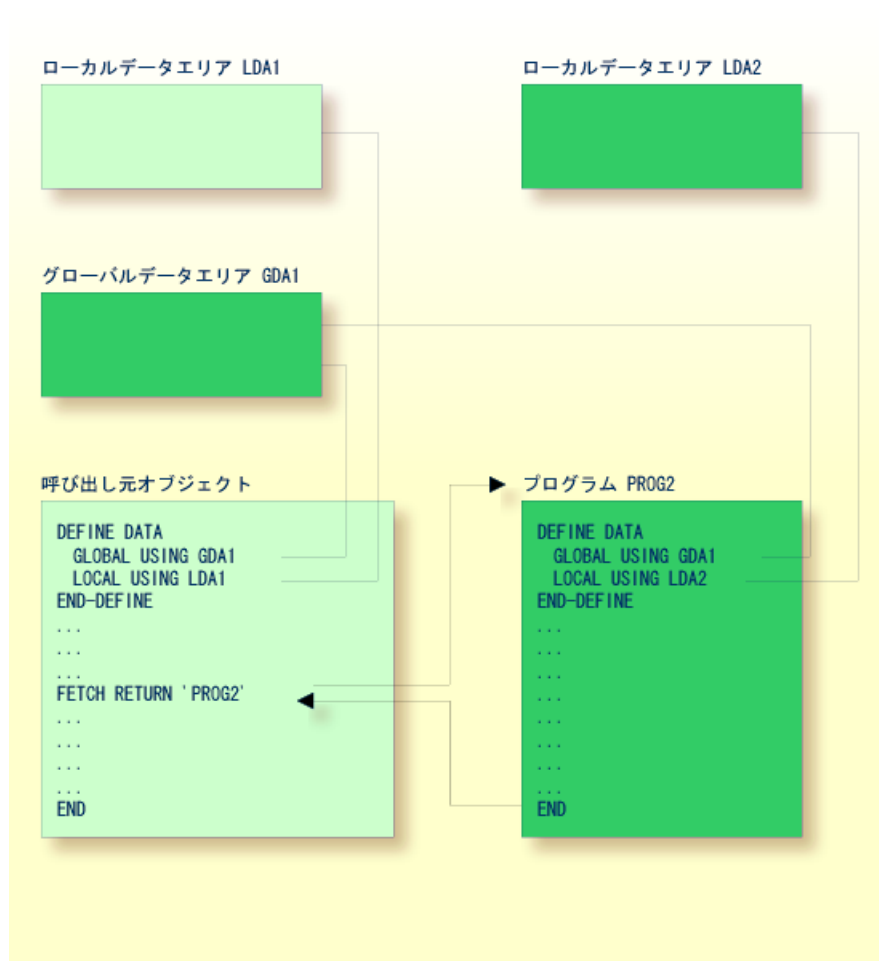 ローカルデータエリア LDA1
ローカルデータエリア LDA2
グローバルデータエリア GDA1
呼び出し元オブジェクト
DEFINE DATA
GLOBAL USING GDA1
LOCAL USING LDA1
END-DEFINE
...
...
...
FETCH RETURN 'PROG2'
...
...
...
...
END
プログラム PROG2
DEFINE DATA
GLOBAL USING GDA1
LOCAL USING LDA2
END-DEFINE
...
...
...
...
...
...
...
...
END